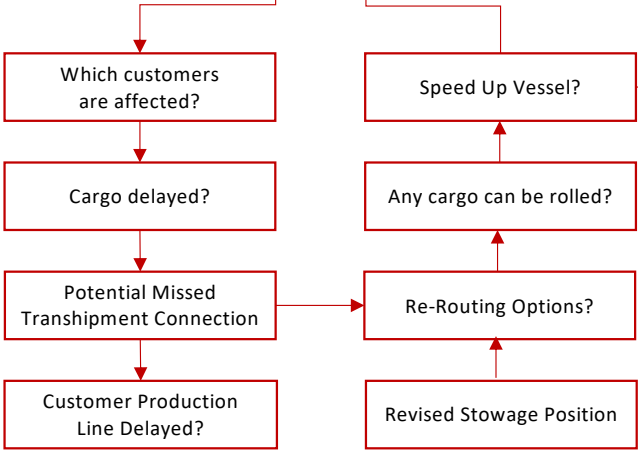 Which customers
are affected?
Speed Up Vessel?
Cargo delayed?
Any cargo can be rolled?
Potential Missed
Transhipment Connection
Re-Routing Options?
Customer Production
Line Delayed?
Revised Stowage Position